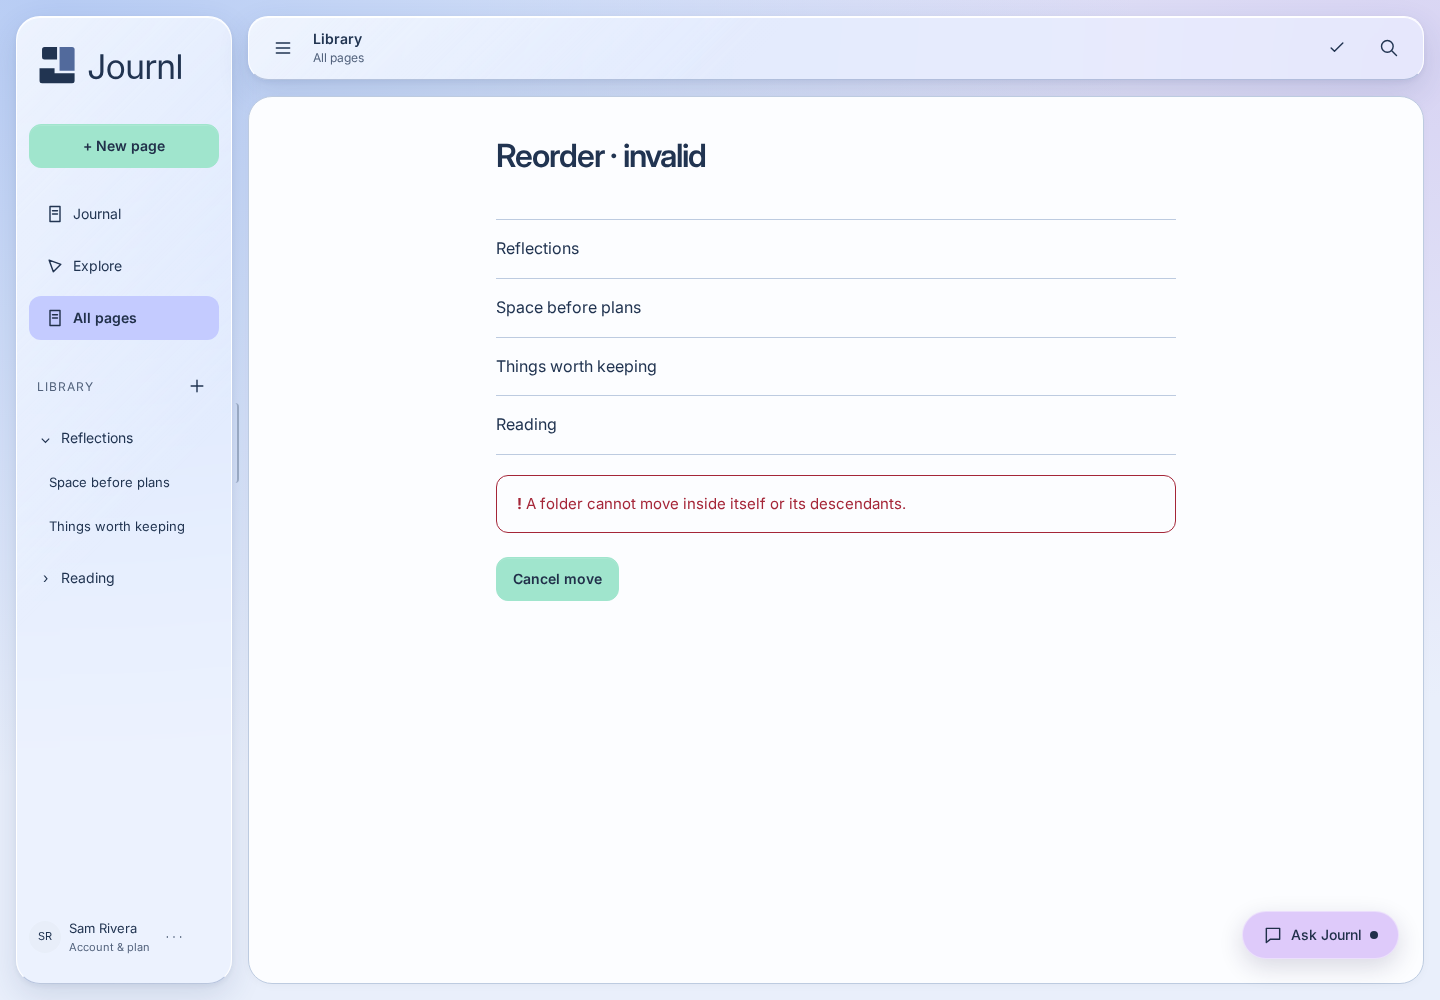 Journl
+ New page
Journal
Explore
All pages
LIBRARY
Reflections
Space before plans
Things worth keeping
Reading
SR
Sam Rivera
Account & plan
...
Library
All pages
Reorder · invalid
Reflections
Space before plans
Things worth keeping
Reading
! A folder cannot move inside itself or its descendants.
Cancel move
Ask Journl